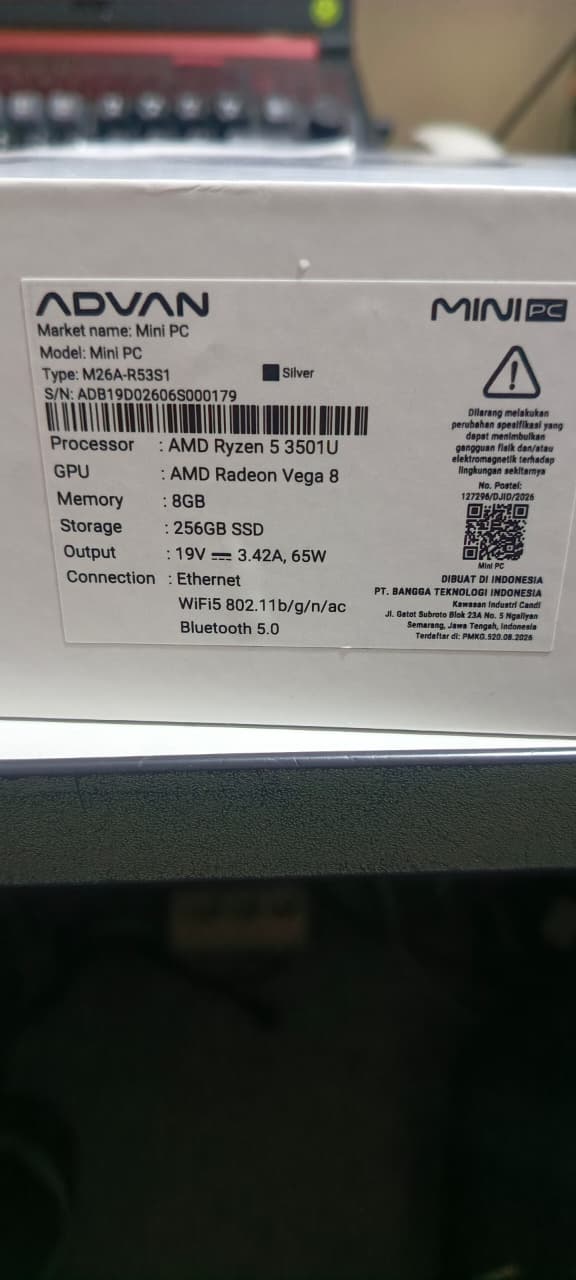 ADVAN
Market name: Mini PC
Model: Mini PC
Type: M26A-R53S1
Silver
S/N: ADB19D02606S000179
Processor : AMD Ryzen 5 3501U
GPU : AMD Radeon Vega 8
Memory : 8GB
Storage : 256GB SSD
Output : 19V ⎓ 3.42A, 65W
Connection : Ethernet
WiFi5 802.11b/g/n/ac
Bluetooth 5.0
MINI PC
Dilarang melakukan
perubahan spesifikasi yang
dapat menimbulkan
gangguan fisik dan/atau
elektromagnetik terhadap
lingkungan sekitarnya
No. Postel:
127296/DJID/2026
Mini PC
DIBUAT DI INDONESIA
PT. BANGGA TEKNOLOGI INDONESIA
Kawasan Industri Candi
Jl. Gatot Subroto Blok 23A No. 5 Ngaliyan
Semarang, Jawa Tengah, Indonesia
Terdaftar di: PMKG.520.08.2026